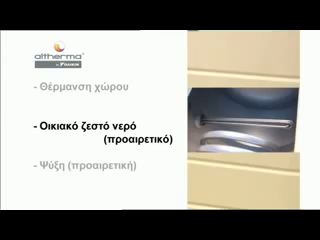 altherma
by DAIKIN
- Θέρμανση χώρου
- Οικιακό ζεστό νερό
(προαιρετικό)
- Ψύξη (προαιρετική)